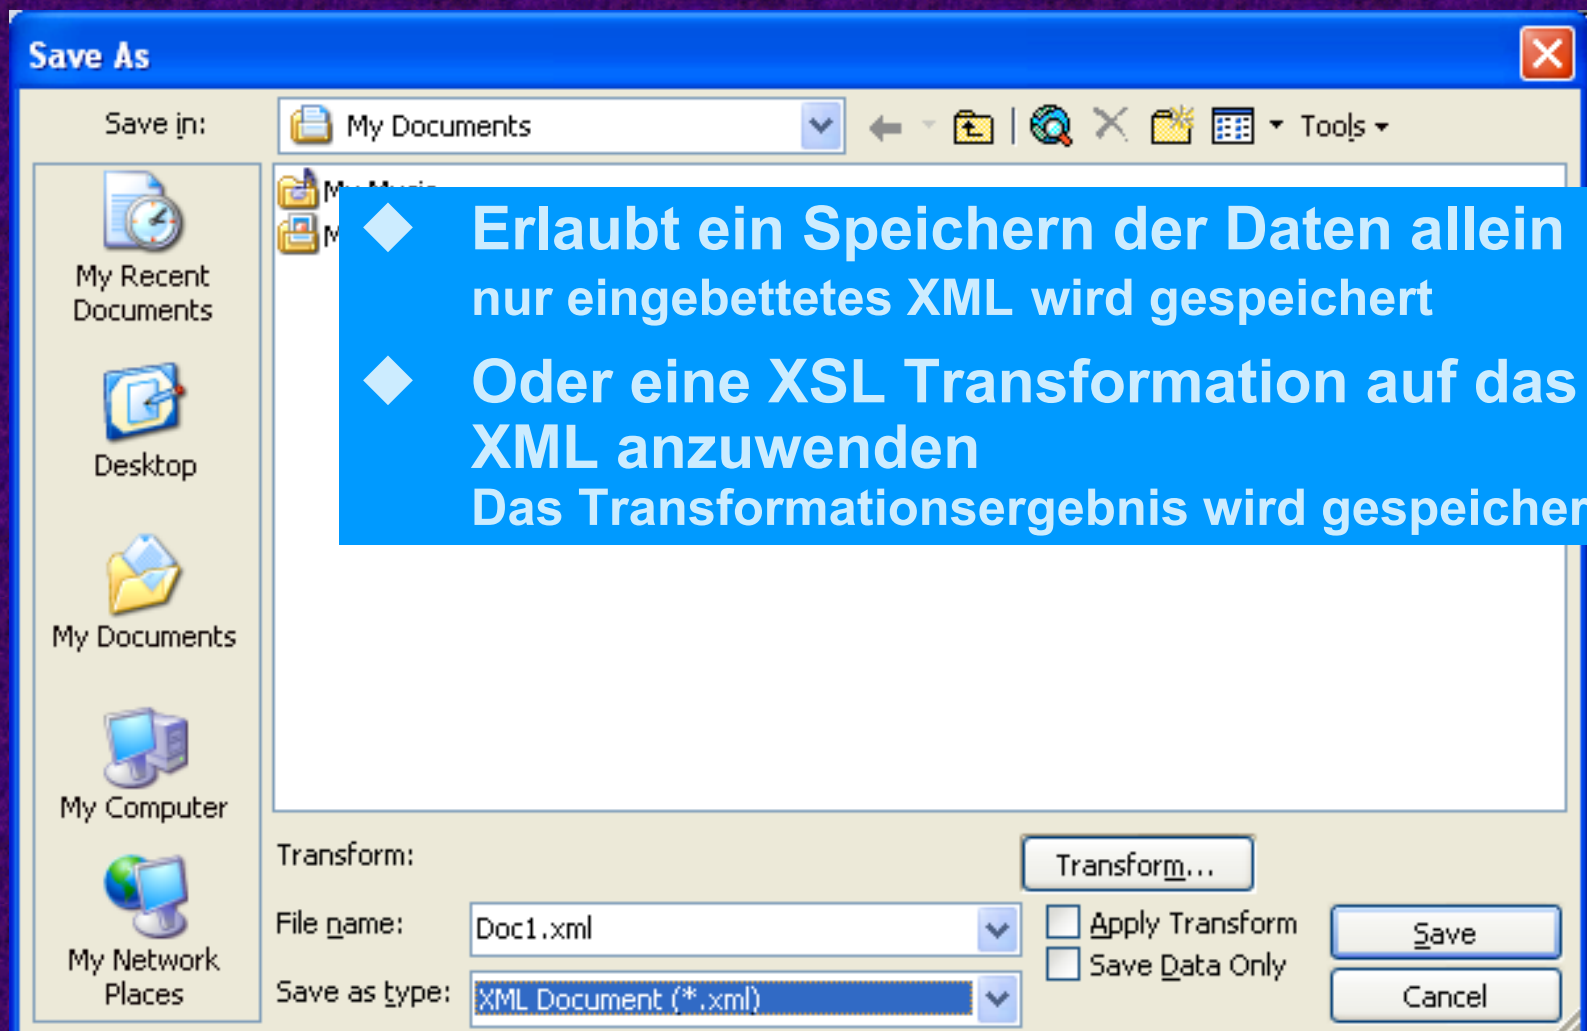 Save As
Save in:
My Documents
Tools
My Recent
Documents
Desktop
My Documents
My Computer
My Network
Places
Erlaubt ein Speichern der Daten allein
nur eingebettetes XML wird gespeichert
Oder eine XSL Transformation auf das
XML anzuwenden
Das Transformationsergebnis wird gespeicher
Transform:
Transform...
File name:
Doc1.xml
Apply Transform
Save Data Only
Save
Save as type:
XML Document (*.xml)
Cancel